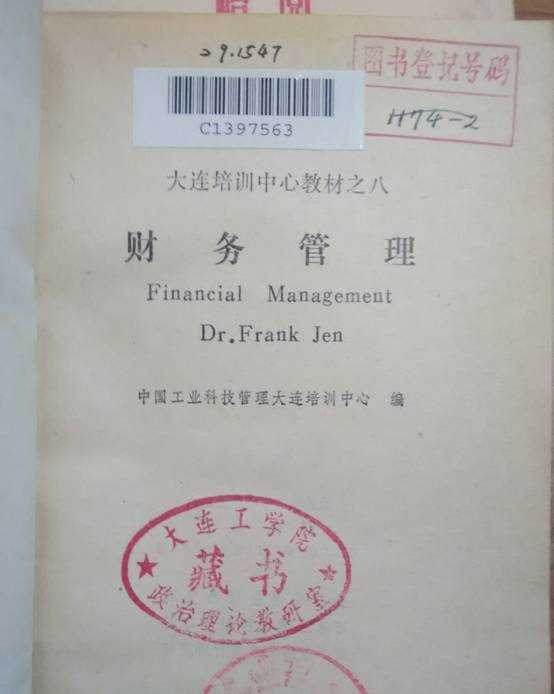 29.1547
图书登记号码
H74-2
C1397563
大连培训中心教材之八
财务管理
Financial Management
Dr.Frank Jen
中国工业科技管理大连培训中心 编
大连工学院
藏书
政治理论教研室